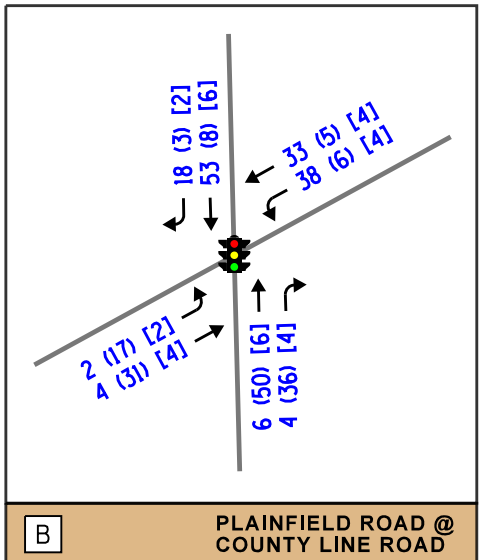 18 (3) [2]
53 (8) [6]
33 (5) [4]
38 (6) [4]
2 (17) [2]
4 (31) [4]
6 (50) [6]
4 (36) [4]
B
PLAINFIELD ROAD @
COUNTY LINE ROAD